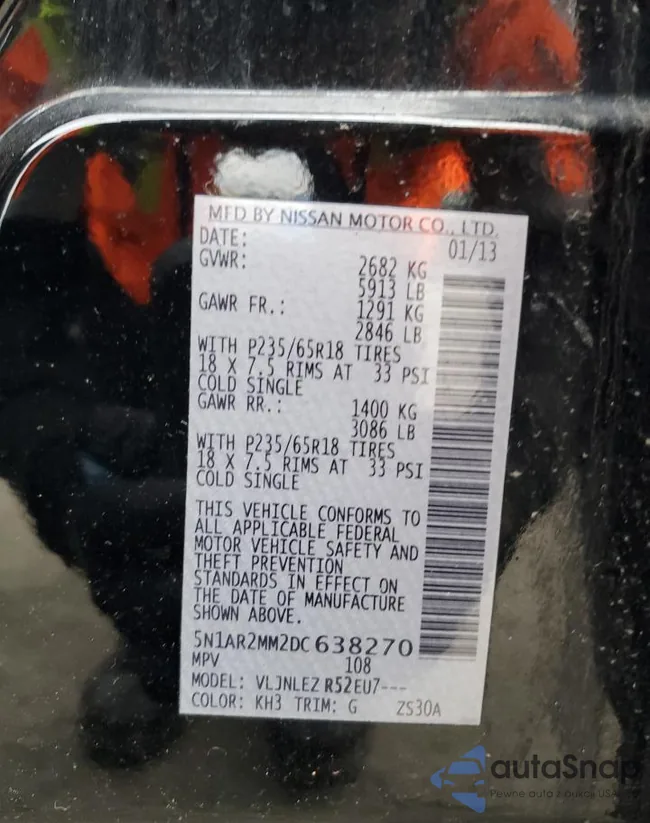 MFD BY NISSAN MOTOR CO., LTD.
DATE: 01/13
GVWR: 2682 KG
5913 LB
GAWR FR.: 1291 KG
2846 LB
WITH P235/65R18 TIRES
18 X 7.5 RIMS AT 33 PSI
COLD SINGLE
GAWR RR.: 1400 KG
3086 LB
WITH P235/65R18 TIRES
18 X 7.5 RIMS AT 33 PSI
COLD SINGLE
THIS VEHICLE CONFORMS TO
ALL APPLICABLE FEDERAL
MOTOR VEHICLE SAFETY AND
THEFT PREVENTION
STANDARDS IN EFFECT ON
THE DATE OF MANUFACTURE
SHOWN ABOVE.
5N1AR2MM2DC638270
MPV 108
MODEL: VLJNLEZ R52EU7---
COLOR: KH3 TRIM: G ZS30A
autaSnap
Pewne auta z aukcji USA